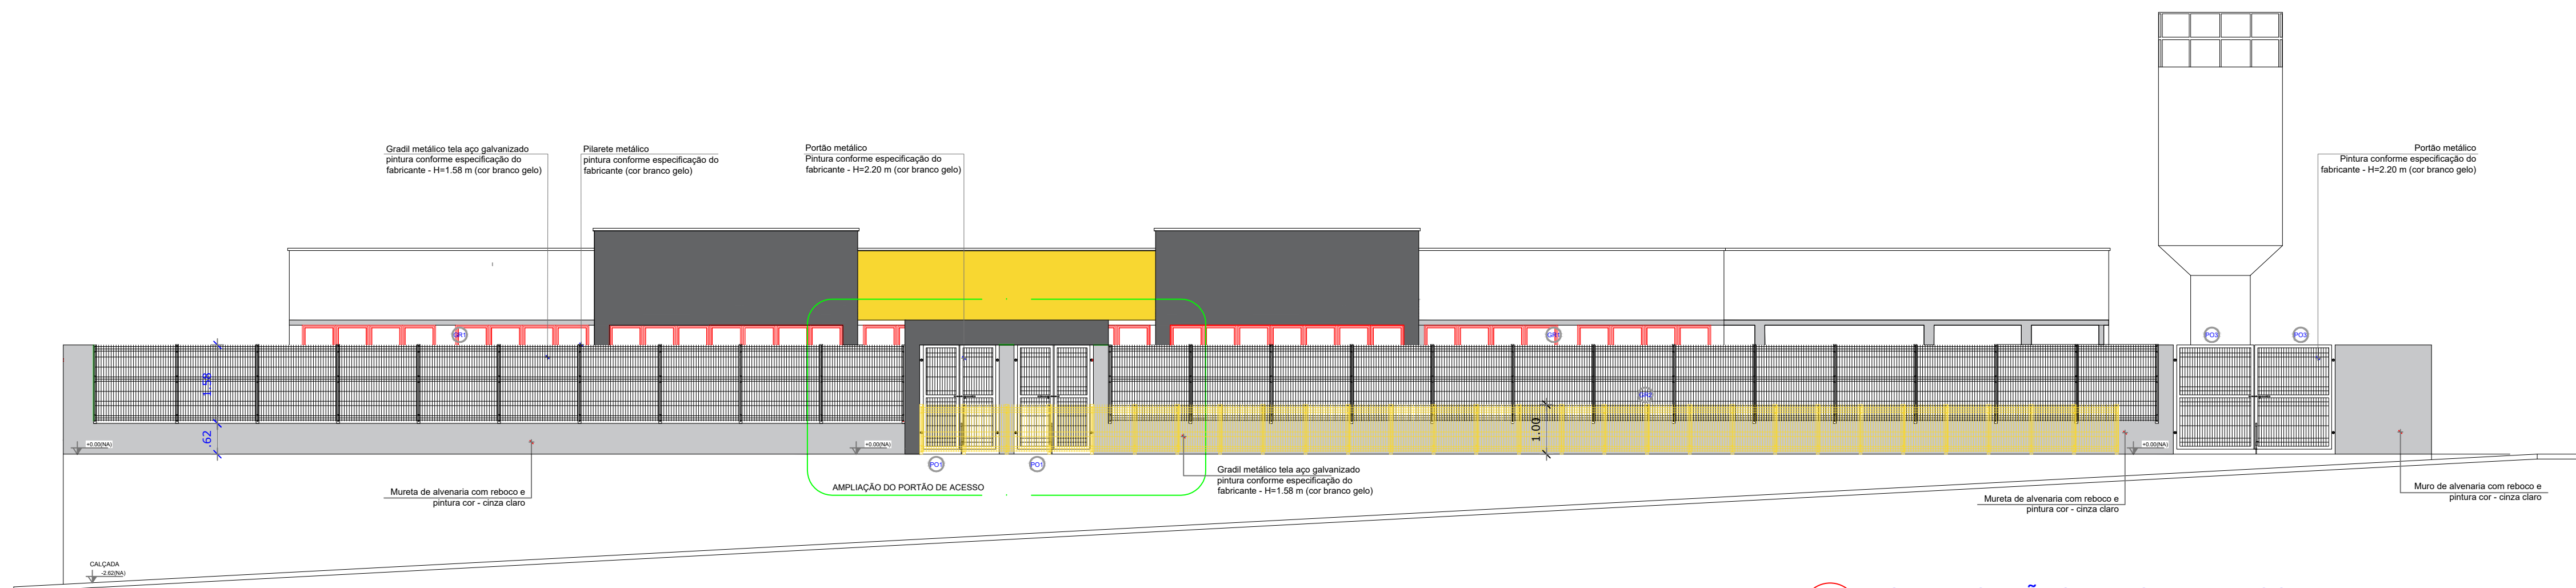 Gradil metálico tela aço galvanizado
pintura conforme especificação do
fabricante - H=1.58 m (cor branco gelo)
Pilarete metálico
pintura conforme especificação do
fabricante (cor branco gelo)
Portão metálico
Pintura conforme especificação do
fabricante - H=2.20 m (cor branco gelo)
Portão metálico
Pintura conforme especificação do
fabricante - H=2.20 m (cor branco gelo)
GR1
GR1
PO3
PO3
1.58
GR2
.62
1.00
+0.00(NA)
+0.00(NA)
+0.00(NA)
PO1
PO1
AMPLIAÇÃO DO PORTÃO DE ACESSO
Gradil metálico tela aço galvanizado
pintura conforme especificação do
fabricante - H=1.58 m (cor branco gelo)
Mureta de alvenaria com reboco e
pintura cor - cinza claro
Mureta de alvenaria com reboco e
pintura cor - cinza claro
Muro de alvenaria com reboco e
pintura cor - cinza claro
CALÇADA
-2.62(NA)